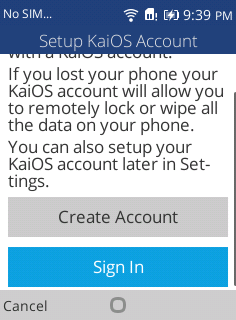 No SIM... 9:39 PM
Setup KaiOS Account
with a KaiOS account.
If you lost your phone your
KaiOS account will allow you
to remotely lock or wipe all
the data on your phone.
You can also setup your
KaiOS account later in Set-
tings.
Create Account
Sign In
Cancel